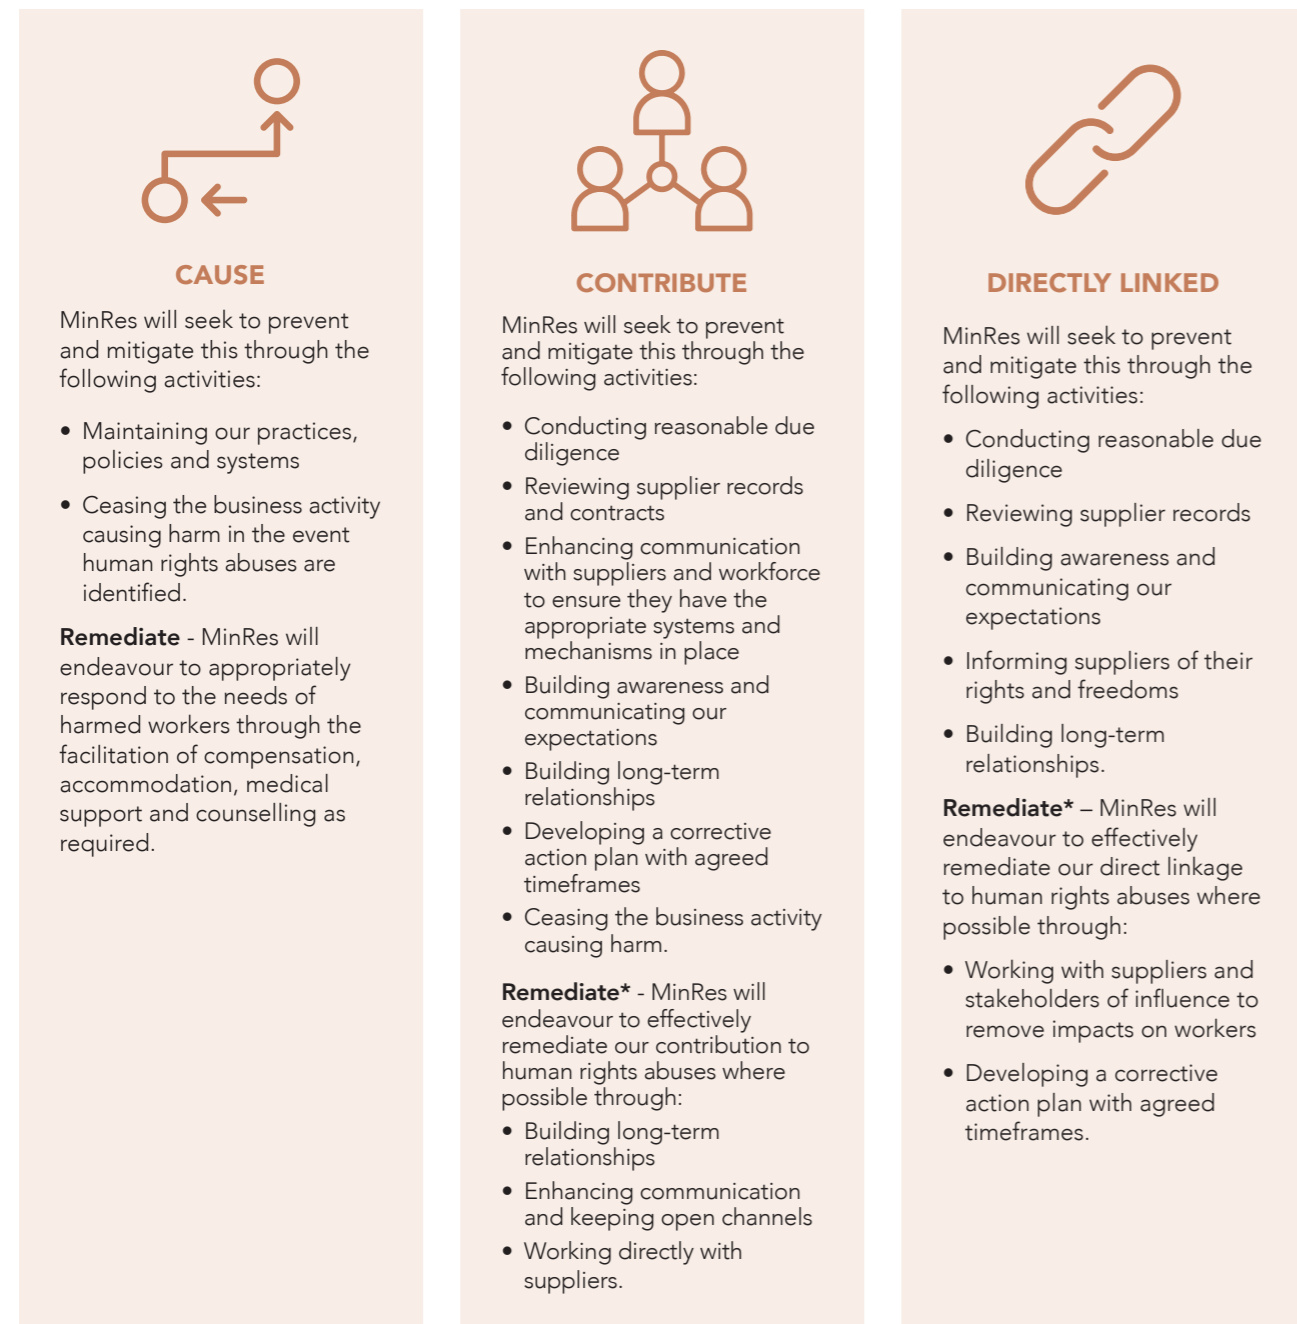 CAUSE
MinRes will seek to prevent
and mitigate this through the
following activities:
• Maintaining our practices,
policies and systems
• Ceasing the business activity
causing harm in the event
human rights abuses are
identified.
Remediate - MinRes will
endeavour to appropriately
respond to the needs of
harmed workers through the
facilitation of compensation,
accommodation, medical
support and counselling as
required.
CONTRIBUTE
MinRes will seek to prevent
and mitigate this through the
following activities:
• Conducting reasonable due
diligence
• Reviewing supplier records
and contracts
• Enhancing communication
with suppliers and workforce
to ensure they have the
appropriate systems and
mechanisms in place
• Building awareness and
communicating our
expectations
• Building long-term
relationships
• Developing a corrective
action plan with agreed
timeframes
• Ceasing the business activity
causing harm.
Remediate* - MinRes will
endeavour to effectively
remediate our contribution to
human rights abuses where
possible through:
• Building long-term
relationships
• Enhancing communication
and keeping open channels
• Working directly with
suppliers.
DIRECTLY LINKED
MinRes will seek to prevent
and mitigate this through the
following activities:
• Conducting reasonable due
diligence
• Reviewing supplier records
• Building awareness and
communicating our
expectations
• Informing suppliers of their
rights and freedoms
• Building long-term
relationships.
Remediate* – MinRes will
endeavour to effectively
remediate our direct linkage
to human rights abuses where
possible through:
• Working with suppliers and
stakeholders of influence to
remove impacts on workers
• Developing a corrective
action plan with agreed
timeframes.